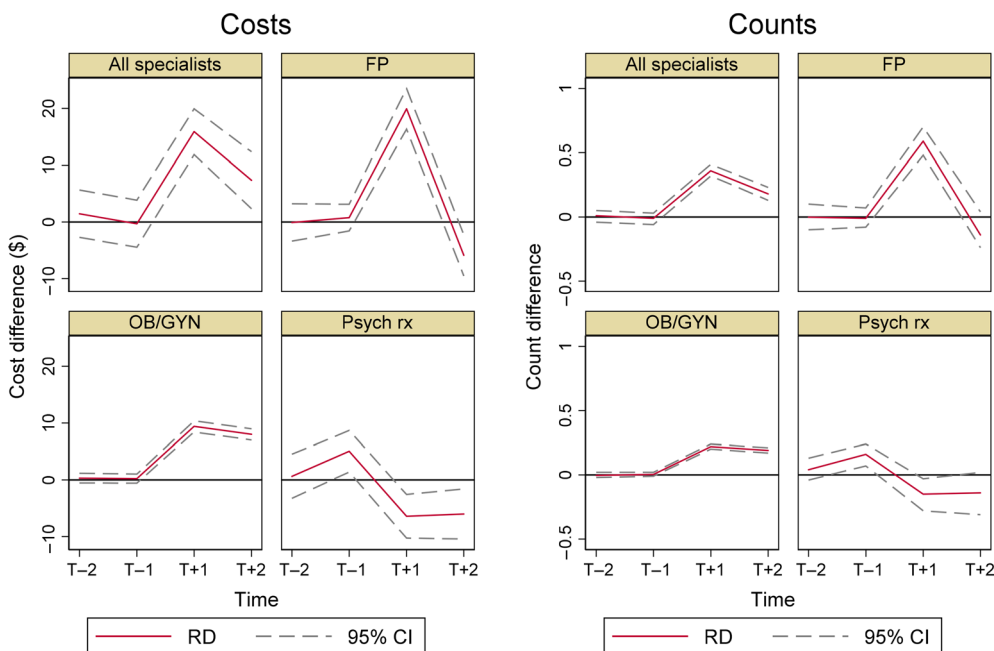 Costs
Counts
All specialists
FP
All specialists
FP
20
10
0
−10
1
0.5
0
−0.5
OB/GYN
Psych rx
OB/GYN
Psych rx
20
10
0
−10
1
0.5
0
−0.5
Cost difference ($)
Count difference
T−2
T−1
T+1
T+2
T−2
T−1
T+1
T+2
T−2
T−1
T+1
T+2
T−2
T−1
T+1
T+2
Time
Time
RD
95% CI
RD
95% CI